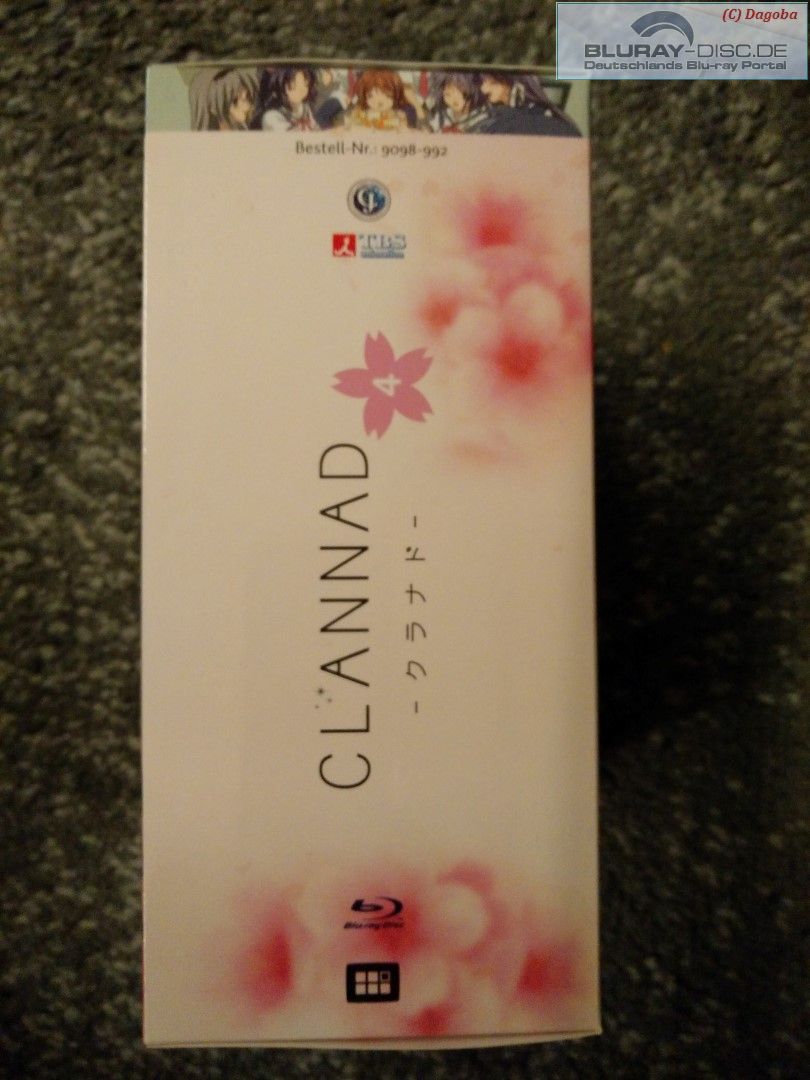 (C) Dagoba
BLURAY-DISC.DE
Deutschlands Blu-ray Portal
Bestell-Nr.: 9098-992
TBS
animation
4
CLANNAD
- クラナド -
Blu-ray Disc